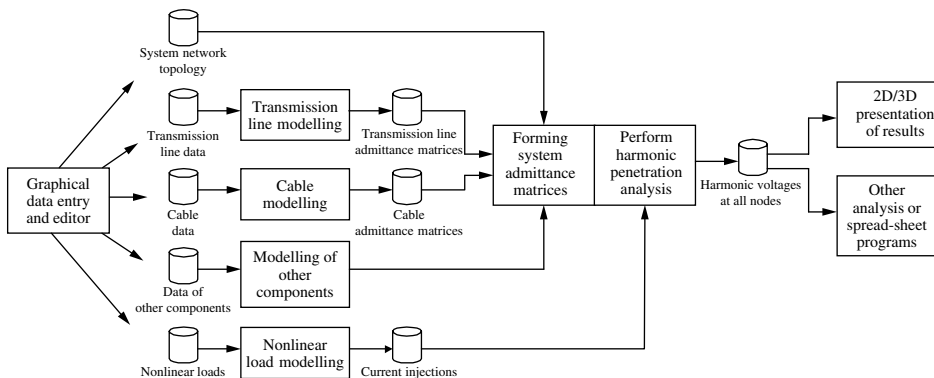 System network
topology
Transmission
line data
Transmission
line modelling
Transmission line
admittance matrices
Graphical
data entry
and editor
Cable
data
Cable
modelling
Cable
admittance matrices
Data of
other components
Modelling of
other
components
Nonlinear loads
Nonlinear
load modelling
Current injections
Forming
system
admittance
matrices
Perform
harmonic
penetration
analysis
Harmonic voltages
at all nodes
2D/3D
presentation
of results
Other
analysis or
spread-sheet
programs